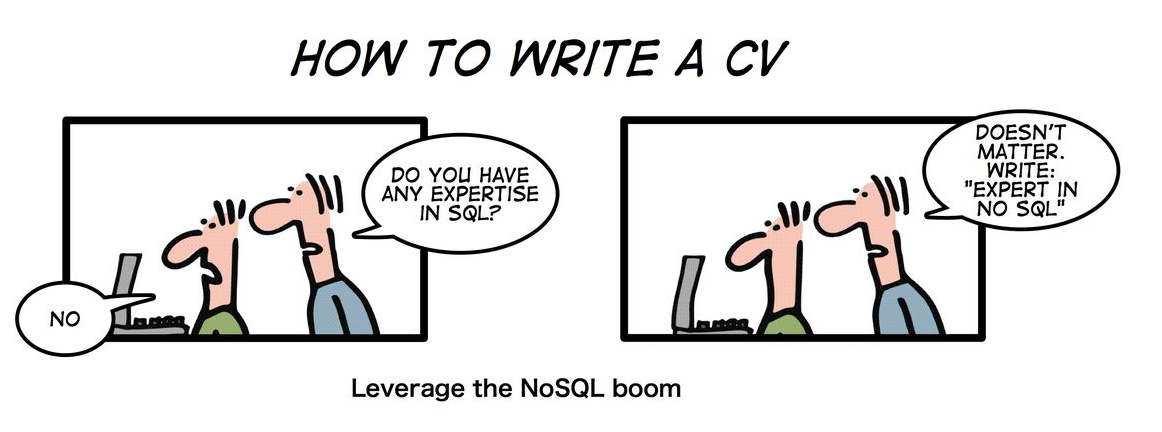 HOW TO WRITE A CV
DO YOU HAVE
ANY EXPERTISE
IN SQL?
NO
DOESN'T
MATTER.
WRITE:
"EXPERT IN
NO SQL"
Leverage the NoSQL boom